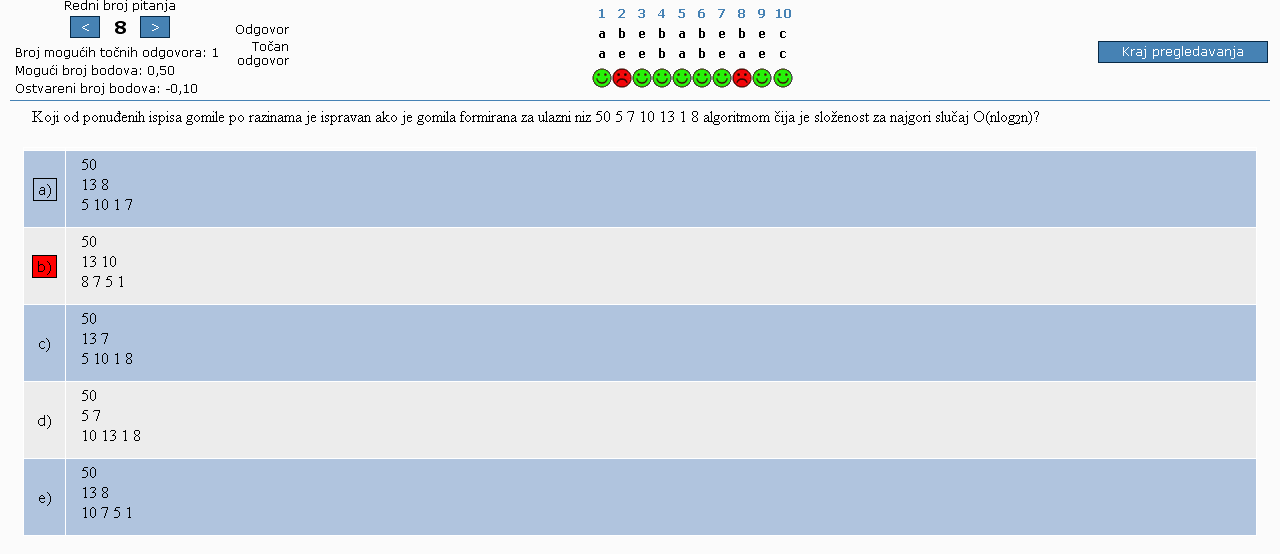 Redni broj pitanja
< 8 >
Broj mogućih točnih odgovora: 1
Mogući broj bodova: 0,50
Ostvareni broj bodova: -0,10
1 2 3 4 5 6 7 8 9 10
Odgovor a b e b a b e b e c
Točan odgovor a e e b a b e a e c
Kraj pregledavanja
Koji od ponuđenih ispisa gomile po razinama je ispravan ako je gomila formirana za ulazni niz 50 5 7 10 13 1 8 algoritmom čija je složenost za najgori slučaj O(nlog2n)?
a)
50
13 8
5 10 1 7
b)
50
13 10
8 7 5 1
c)
50
13 7
5 10 1 8
d)
50
5 7
10 13 1 8
e)
50
13 8
10 7 5 1